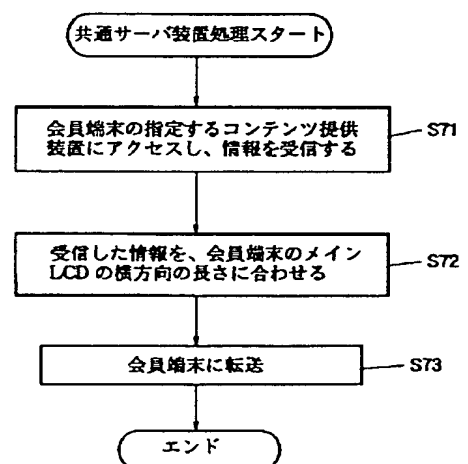 共通サーバ装置処理スタート
会員端末の指定するコンテンツ提供
装置にアクセスし、情報を受信する
S71
受信した情報を、会員端末のメイン
LCDの横方向の長さに合わせる
S72
会員端末に転送
S73
エンド